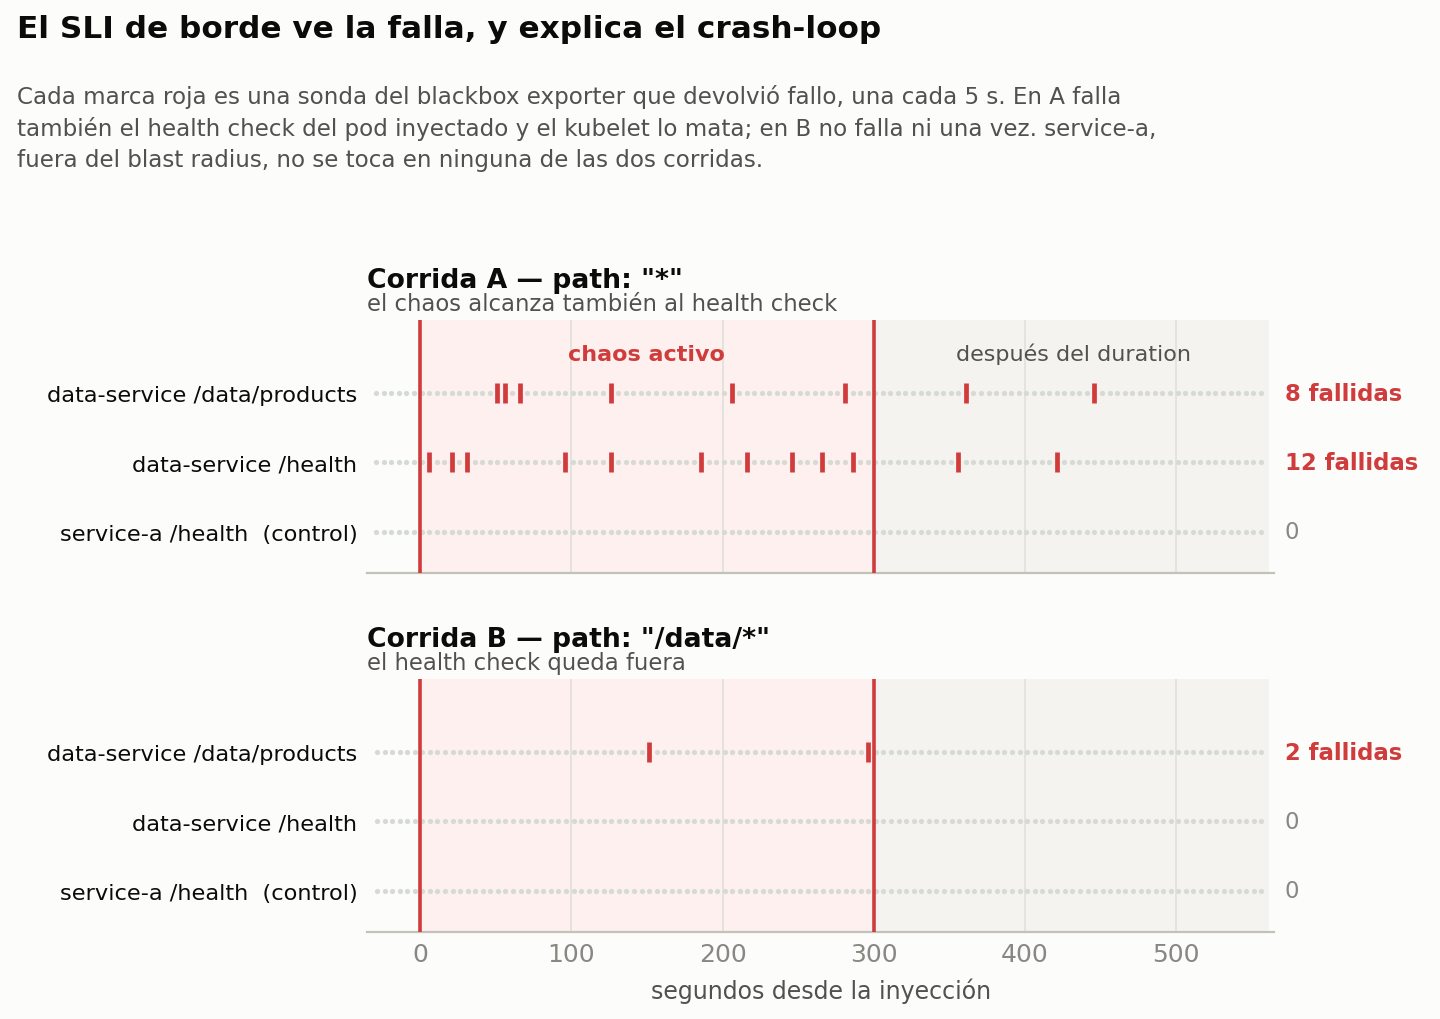 El SLI de borde ve la falla, y explica el crash-loop
Cada marca roja es una sonda del blackbox exporter que devolvió fallo, una cada 5 s. En A falla
también el health check del pod inyectado y el kubelet lo mata; en B no falla ni una vez. service-a,
fuera del blast radius, no se toca en ninguna de las dos corridas.
Corrida A — path: "*"
el chaos alcanza también al health check
chaos activo
después del duration
data-service /data/products
8 fallidas
data-service /health
12 fallidas
service-a /health  (control)
0
Corrida B — path: "/data/*"
el health check queda fuera
data-service /data/products
2 fallidas
data-service /health
0
service-a /health  (control)
0
0 100 200 300 400 500
segundos desde la inyección